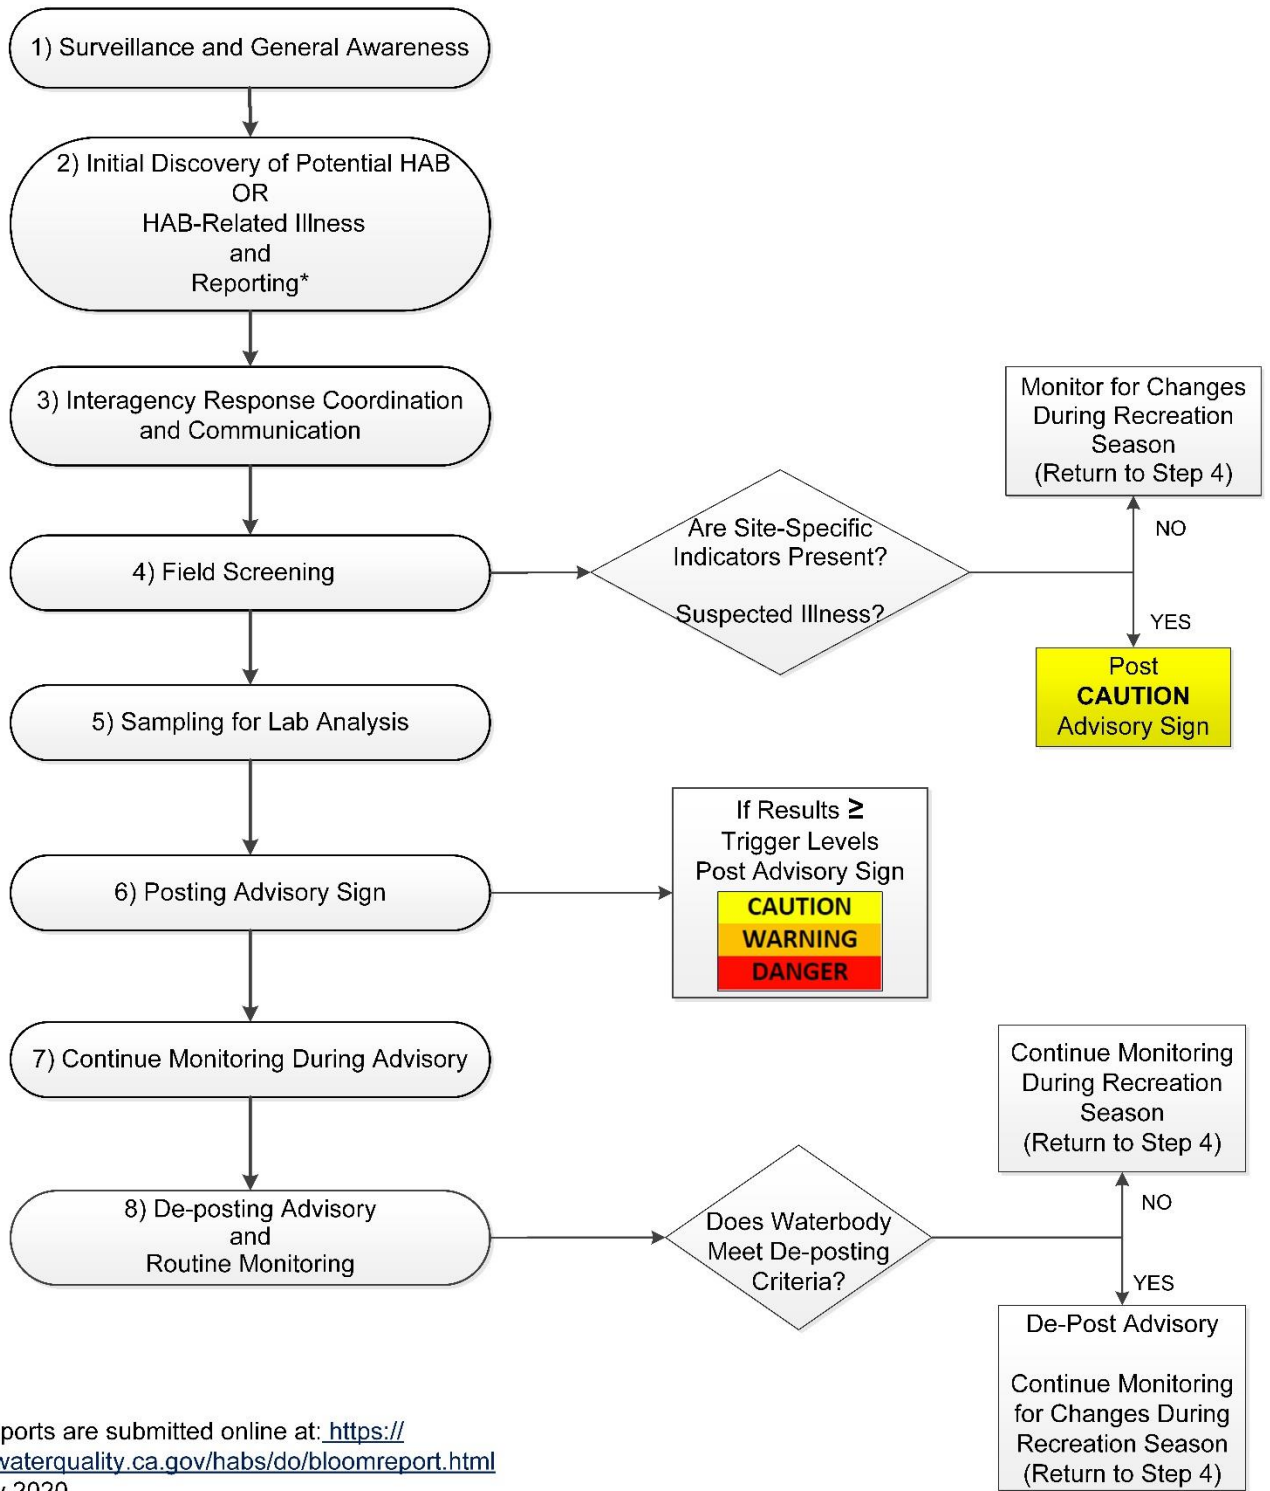 1) Surveillance and General Awareness
2) Initial Discovery of Potential HAB
OR
HAB-Related Illness
and
Reporting*
3) Interagency Response Coordination
and Communication
Monitor for Changes
During Recreation
Season
(Return to Step 4)
NO
4) Field Screening
Are Site-Specific
Indicators Present?
Suspected Illness?
YES
Post
CAUTION
Advisory Sign
5) Sampling for Lab Analysis
6) Posting Advisory Sign
If Results ≥
Trigger Levels
Post Advisory Sign
CAUTION
WARNING
DANGER
7) Continue Monitoring During Advisory
Continue Monitoring
During Recreation
Season
(Return to Step 4)
NO
8) De-posting Advisory
and
Routine Monitoring
Does Waterbody
Meet De-posting
Criteria?
YES
De-Post Advisory
Continue Monitoring
for Changes During
Recreation Season
(Return to Step 4)
ports are submitted online at: https://
waterquality.ca.gov/habs/do/bloomreport.html
2020